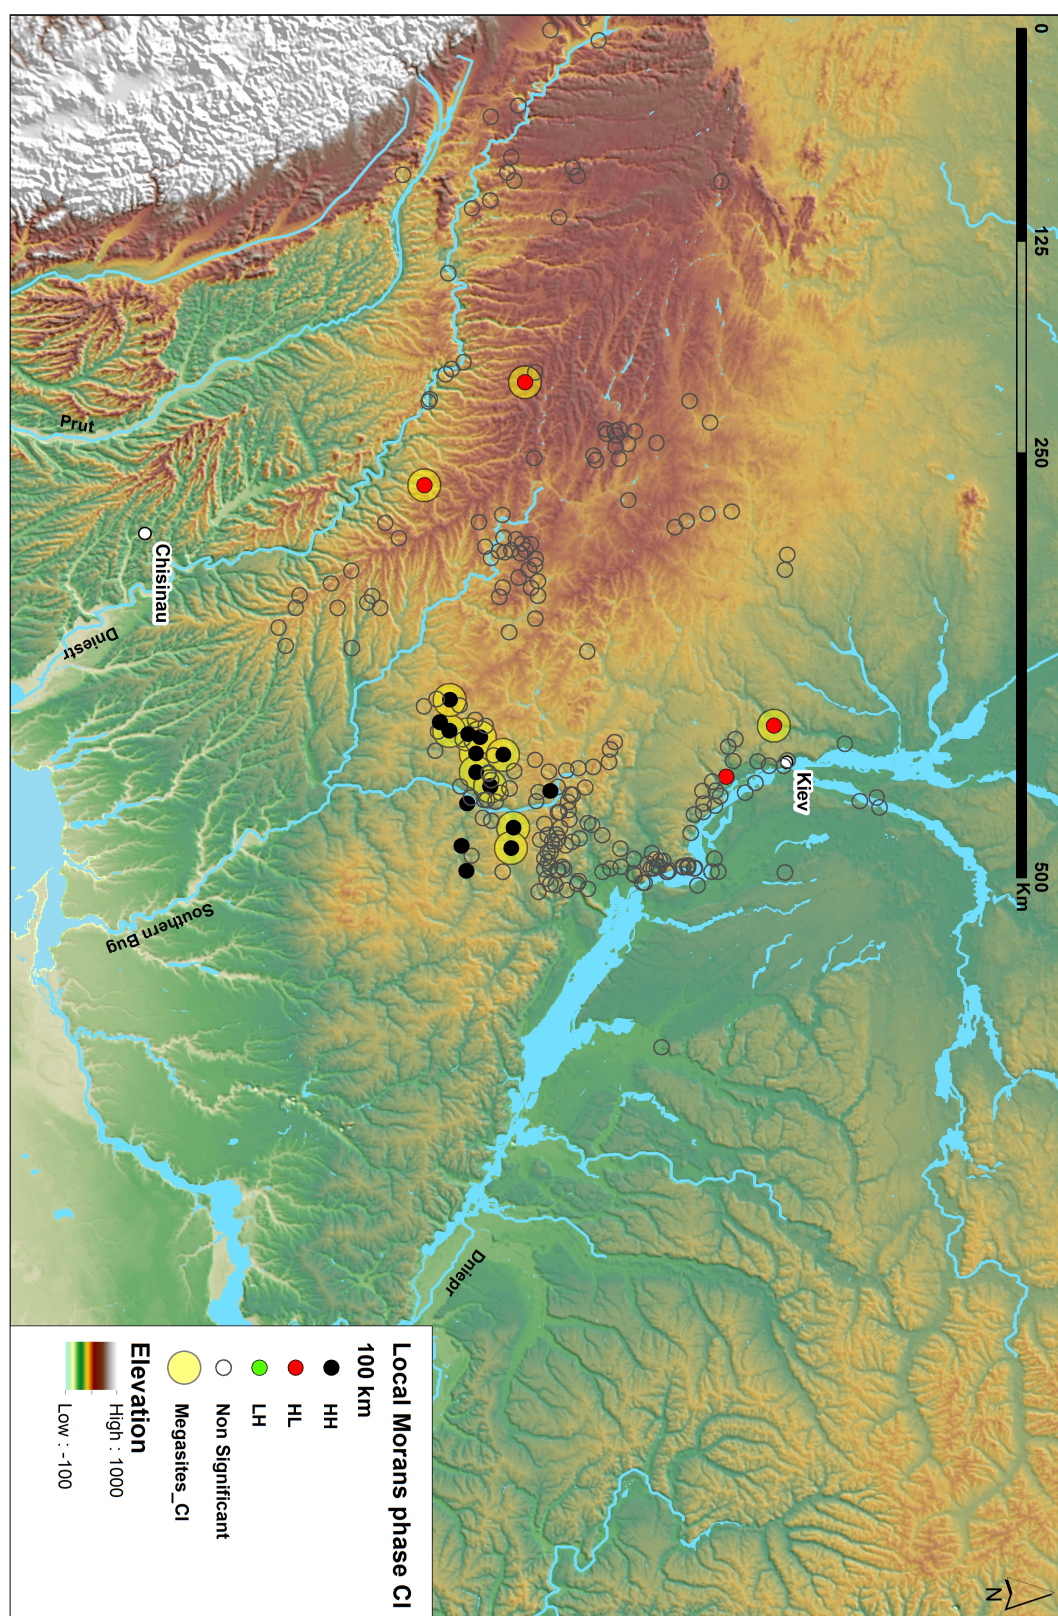 0
125
250
500
Km
Prut
Chisinau
Dniestr
Kiev
Southern Bug
Dniepr
N
Local Morans phase CI
100 km
HH
HL
LH
Non Significant
Megasites_CI
Elevation
High : 1000
Low : -100